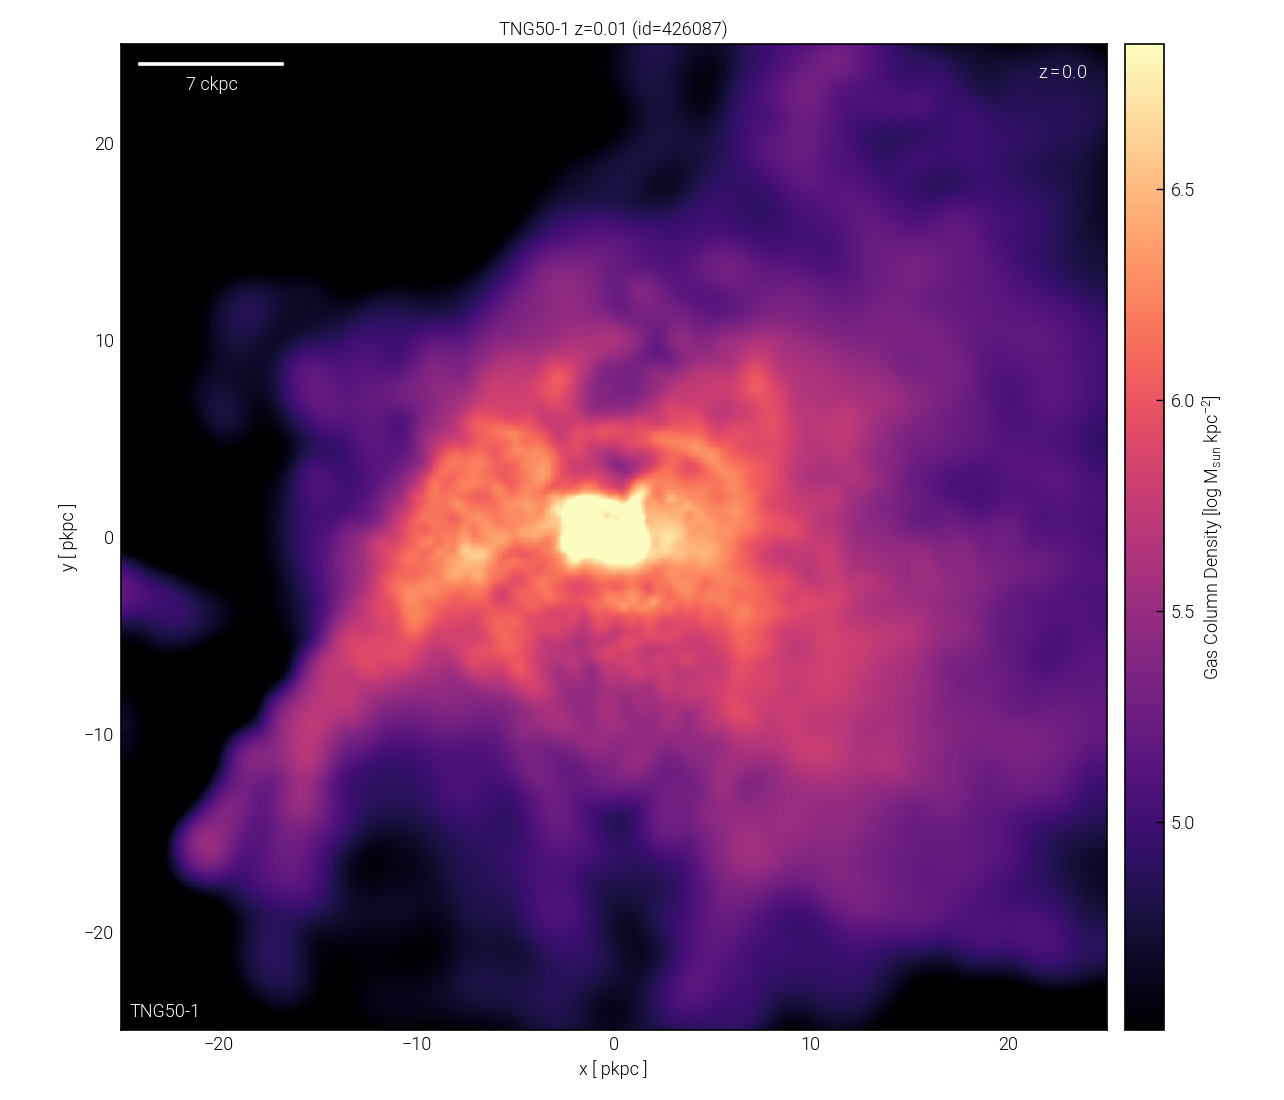 TNG50-1 z=0.01 (id=426087)
7 ckpc
z=0.0
20
10
0
−10
−20
y [ pkpc ]
TNG50-1
−20
−10
0
10
20
x [ pkpc ]
6.5
6.0
5.5
5.0
Gas Column Density [log M_sun kpc⁻²]